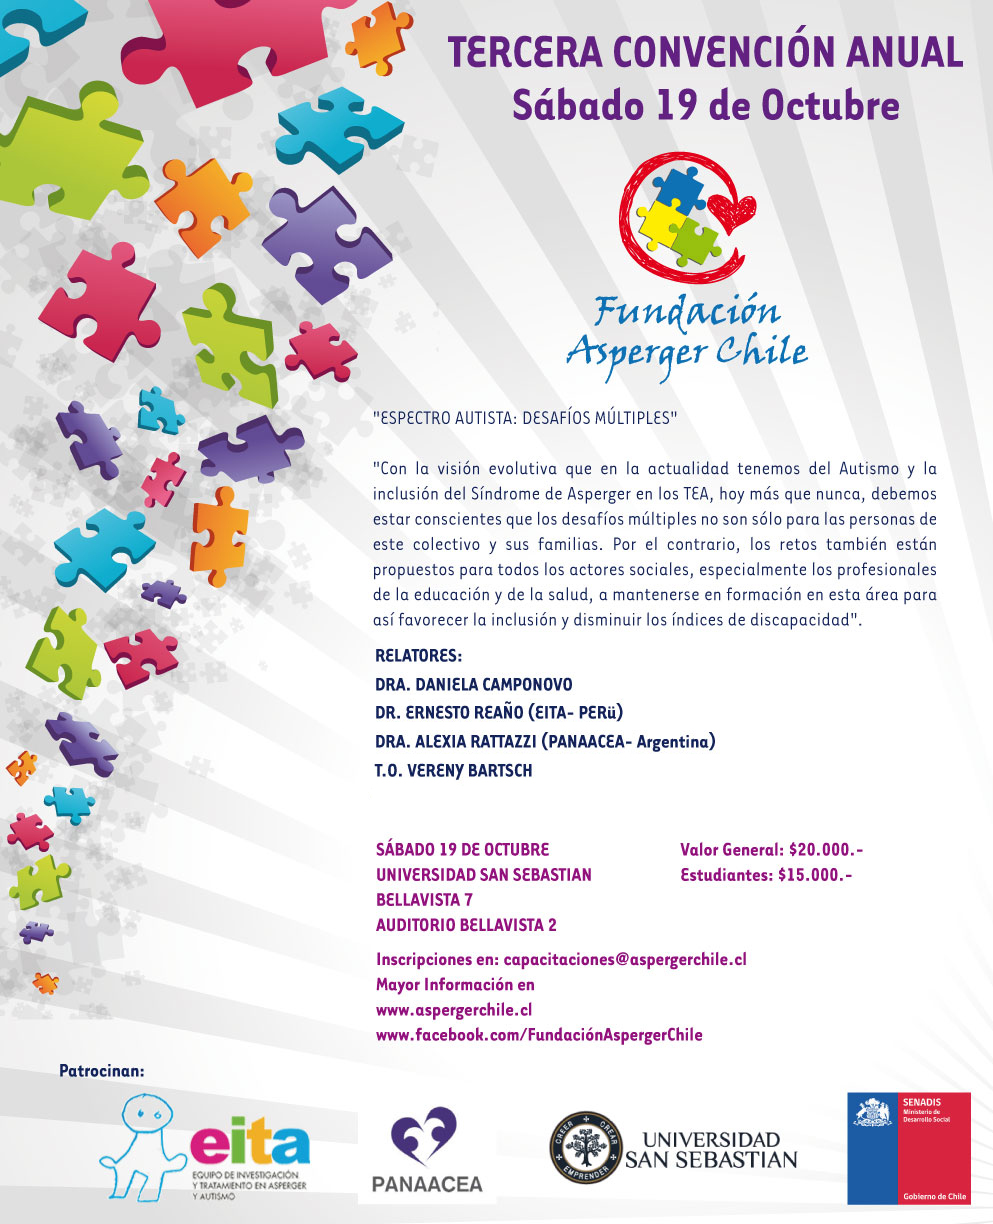 TERCERA CONVENCIÓN ANUAL
Sábado 19 de Octubre
Fundación
Asperger Chile
"ESPECTRO AUTISTA: DESAFÍOS MÚLTIPLES"
"Con la visión evolutiva que en la actualidad tenemos del Autismo y la
inclusión del Síndrome de Asperger en los TEA, hoy más que nunca, debemos
estar conscientes que los desafíos múltiples no son sólo para las personas de
este colectivo y sus familias. Por el contrario, los retos también están
propuestos para todos los actores sociales, especialmente los profesionales
de la educación y de la salud, a mantenerse en formación en esta área para
así favorecer la inclusión y disminuir los índices de discapacidad".
RELATORES:
DRA. DANIELA CAMPONOVO
DR. ERNESTO REAÑO (EITA- PERü)
DRA. ALEXIA RATTAZZI (PANAACEA- Argentina)
T.O. VERENY BARTSCH
SÁBADO 19 DE OCTUBRE
UNIVERSIDAD SAN SEBASTIAN
BELLAVISTA 7
AUDITORIO BELLAVISTA 2
Valor General: $20.000.-
Estudiantes: $15.000.-
Inscripciones en: capacitaciones@aspergerchile.cl
Mayor Información en
www.aspergerchile.cl
www.facebook.com/FundaciónAspergerChile
Patrocinan:
eita
EQUIPO DE INVESTIGACIÓN
Y TRATAMIENTO EN ASPERGER
Y AUTISMO
PANAACEA
CREER CREAR
EMPRENDER
UNIVERSIDAD
SAN SEBASTIAN
SENADIS
Ministerio de
Desarrollo Social
Gobierno de Chile